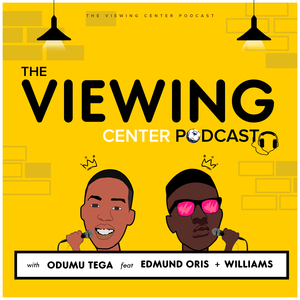 THE VIEWING CENTER PODCAST
THE
VIEWING
CENTER PODCAST
with ODUMU TEGA feat EDMUND ORIS + WILLIAMS